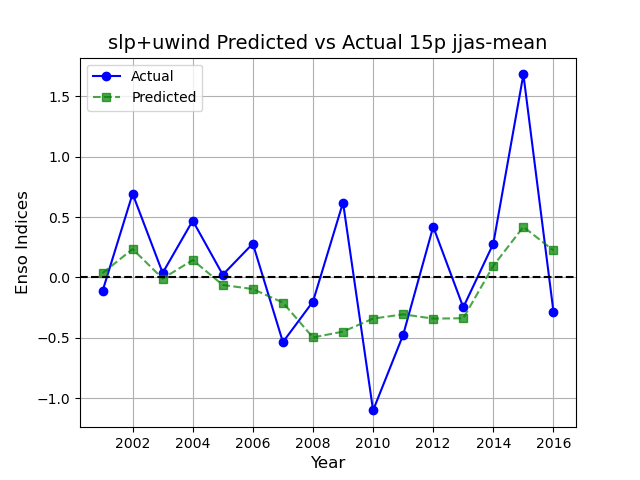 slp+uwind Predicted vs Actual 15p jjas-mean
Actual
Predicted
Enso Indices
1.5
1.0
0.5
0.0
−0.5
−1.0
2002 2004 2006 2008 2010 2012 2014 2016
Year